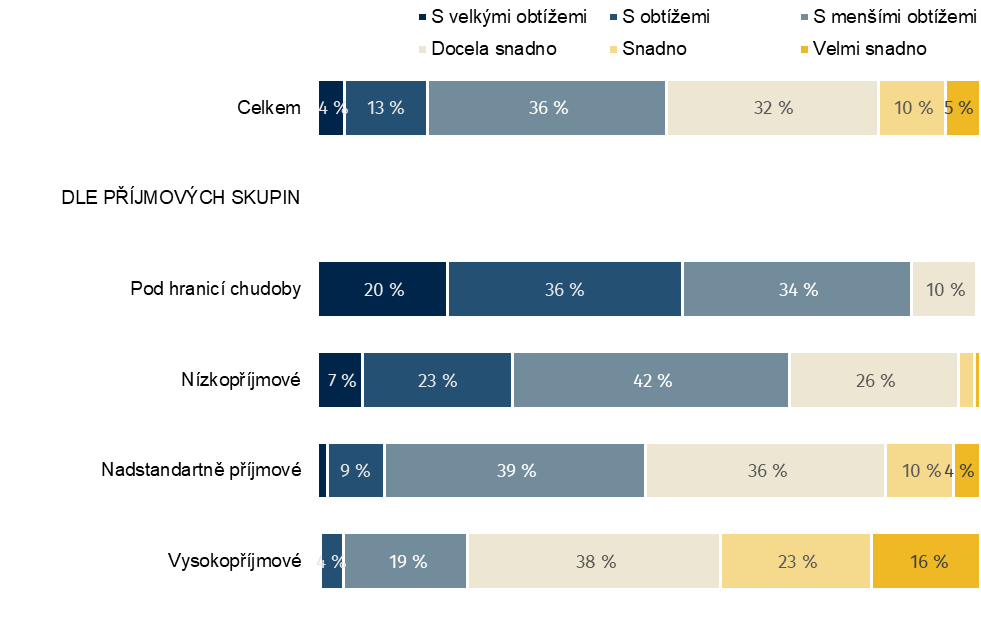 S velkými obtížemi S obtížemi S menšími obtížemi
Docela snadno Snadno Velmi snadno
Celkem 4 % 13 % 36 % 32 % 10 % 5 %
DLE PŘÍJMOVÝCH SKUPIN
Pod hranicí chudoby 20 % 36 % 34 % 10 %
Nízkopříjmové 7 % 23 % 42 % 26 %
Nadstandartně příjmové 9 % 39 % 36 % 10 % 4 %
Vysokopříjmové 4 % 19 % 38 % 23 % 16 %